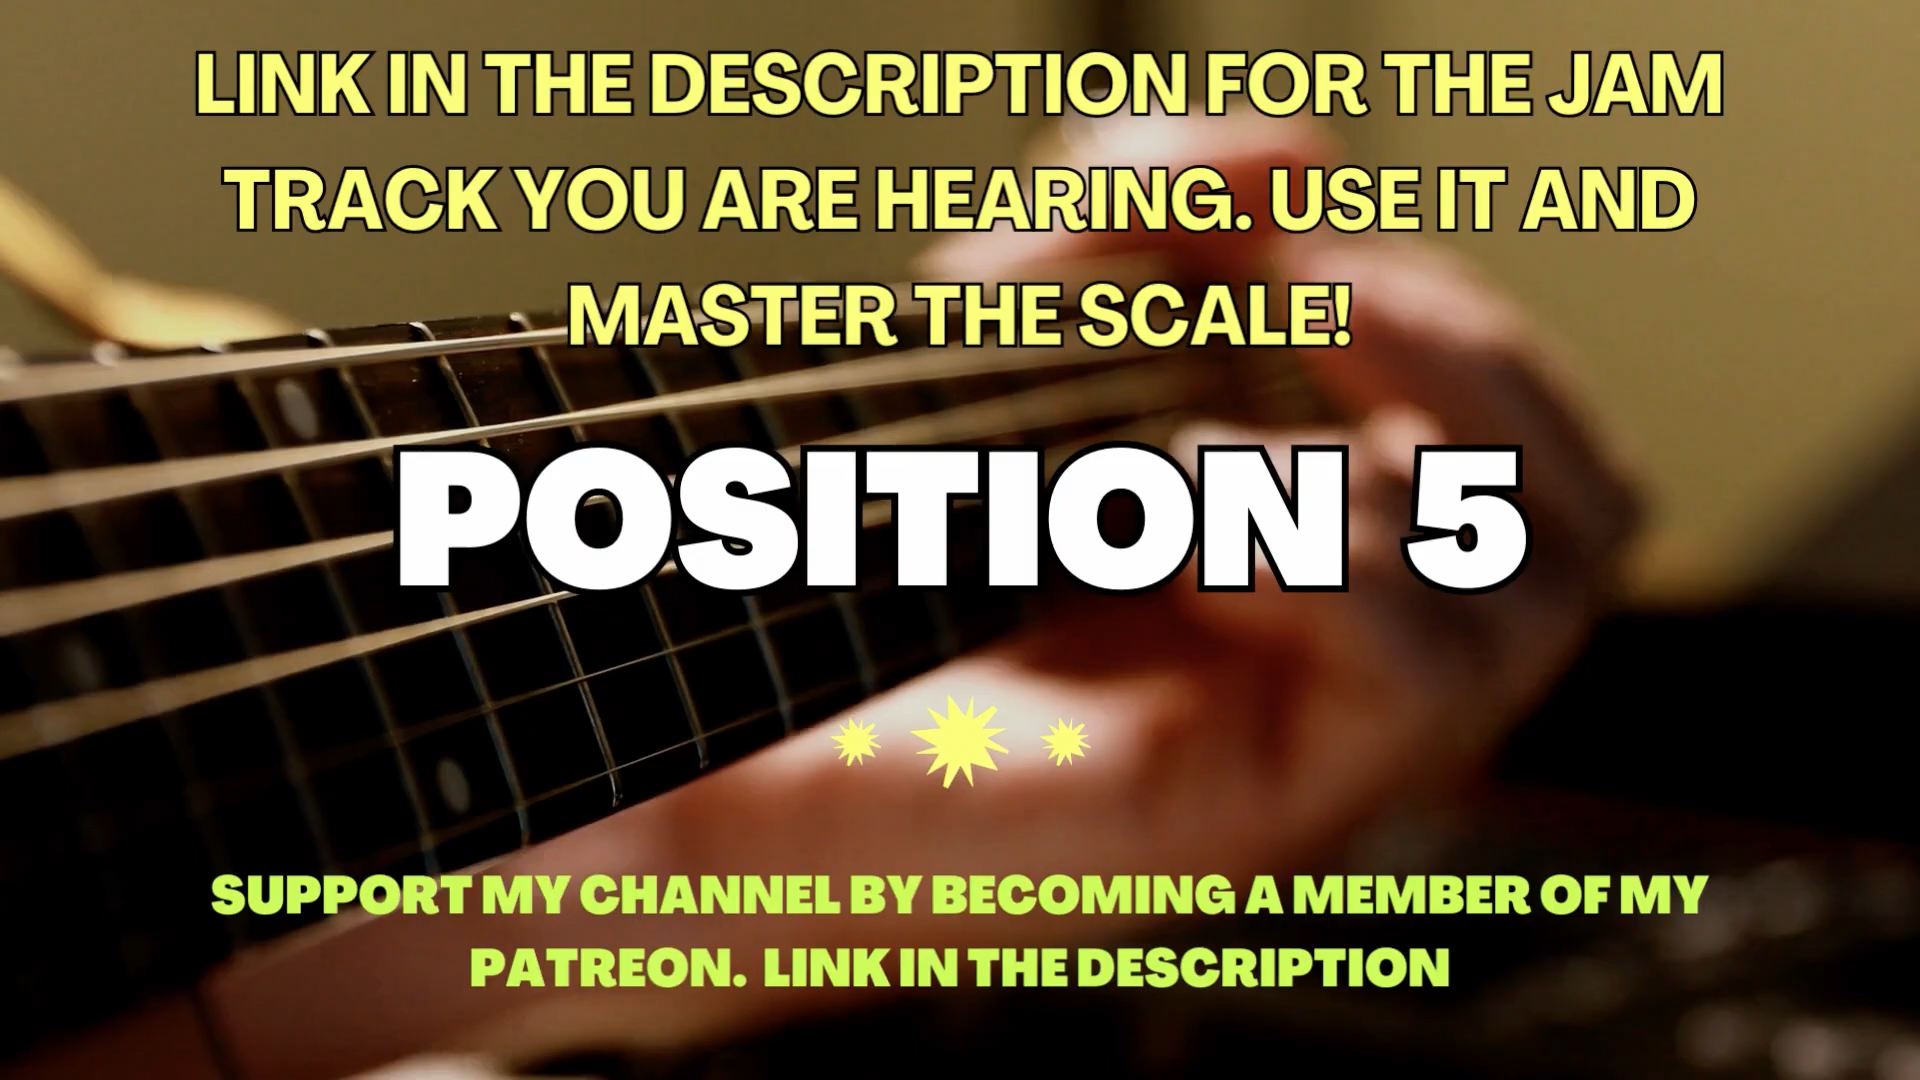 LINK IN THE DESCRIPTION FOR THE JAM
TRACK YOU ARE HEARING. USE IT AND
MASTER THE SCALE!
POSITION 5
SUPPORT MY CHANNEL BY BECOMING A MEMBER OF MY
PATREON. LINK IN THE DESCRIPTION